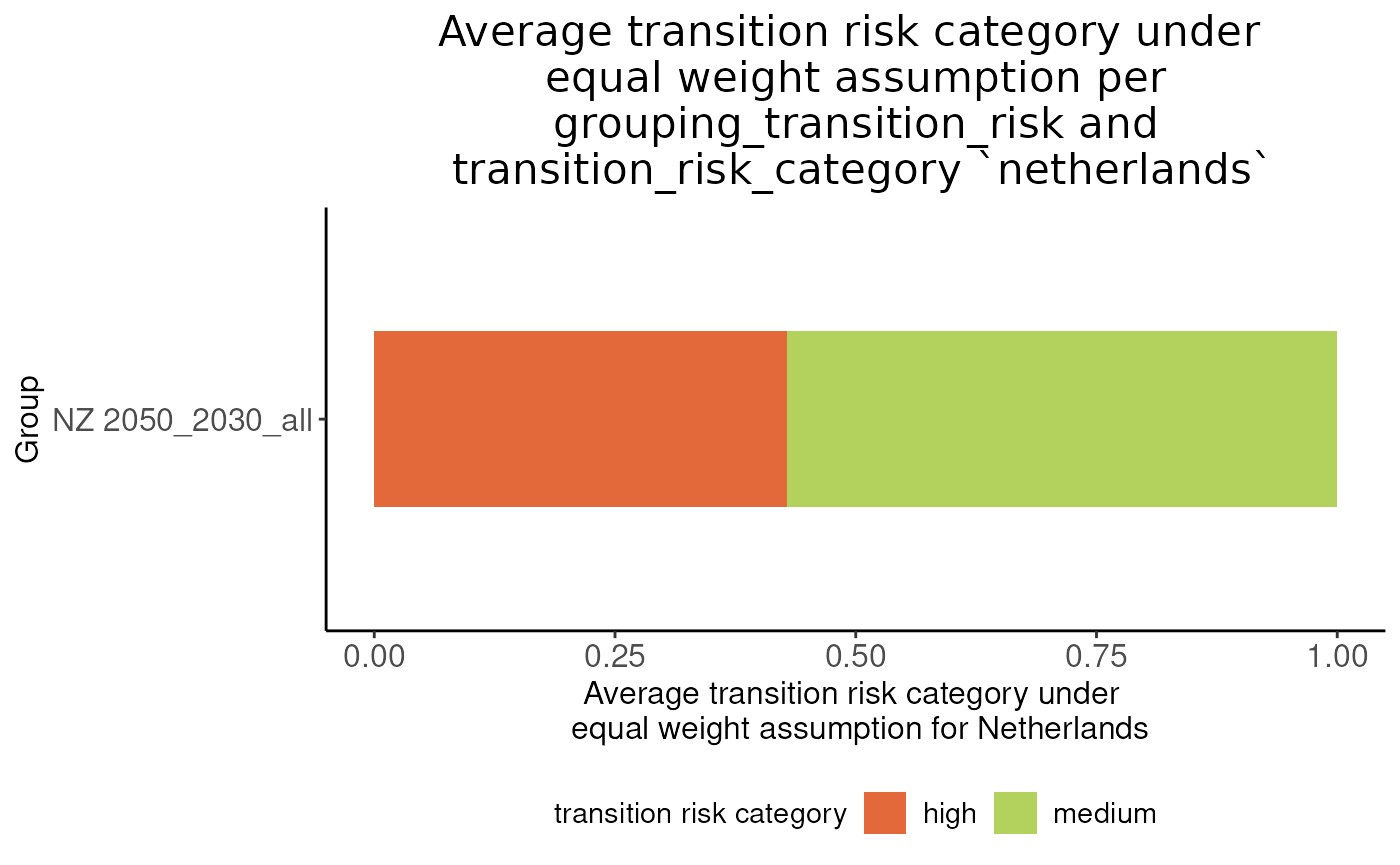 Average transition risk category under
equal weight assumption per
grouping_transition_risk and
transition_risk_category `netherlands`
Group
NZ 2050_2030_all
0.00 0.25 0.50 0.75 1.00
Average transition risk category under
equal weight assumption for Netherlands
transition risk category high medium